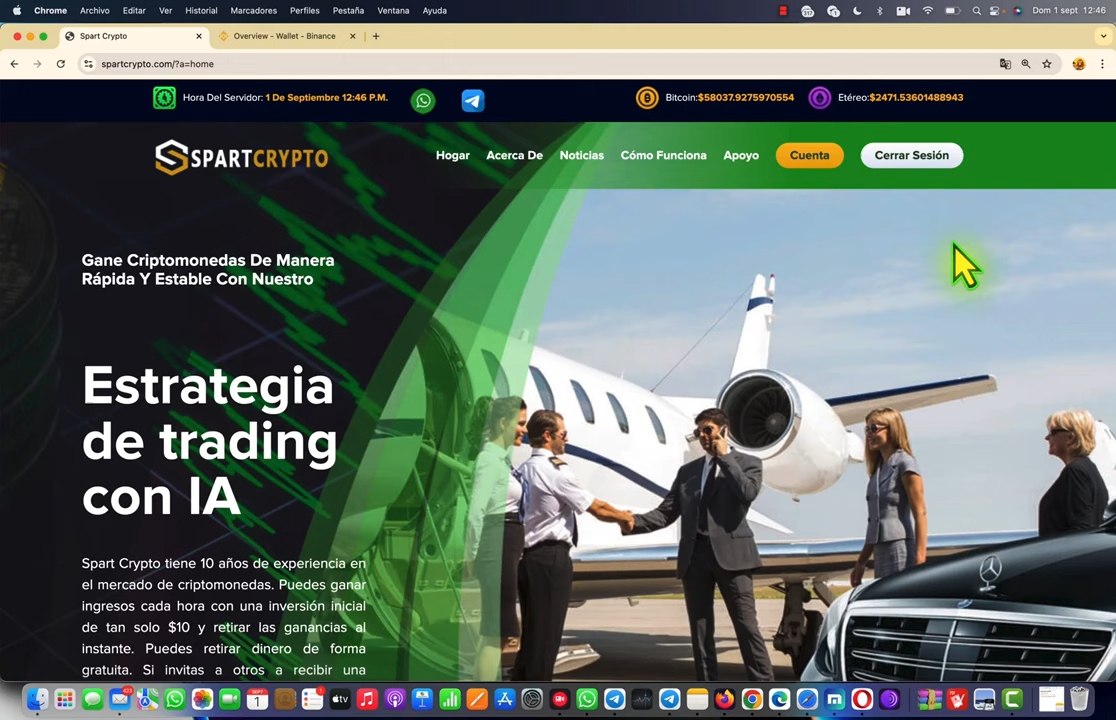 Chrome Archivo Editar Ver Historial Marcadores Perfiles Pestaña Ventana Ayuda Dom 1 sept 12:46
Spart Crypto Overview - Wallet - Binance
spartcrypto.com/?a=home
Hora Del Servidor: 1 De Septiembre 12:46 P.M. Bitcoin:$58037.9275970554 Etéreo:$2471.53601488943
SPARTCRYPTO Hogar Acerca De Noticias Cómo Funciona Apoyo Cuenta Cerrar Sesión
Gane Criptomonedas De Manera
Rápida Y Estable Con Nuestro
Estrategia
de trading
con IA
Spart Crypto tiene 10 años de experiencia en
el mercado de criptomonedas. Puedes ganar
ingresos cada hora con una inversión inicial
de tan solo $10 y retirar las ganancias al
instante. Puedes retirar dinero de forma
gratuita. Si invitas a otros a recibir una